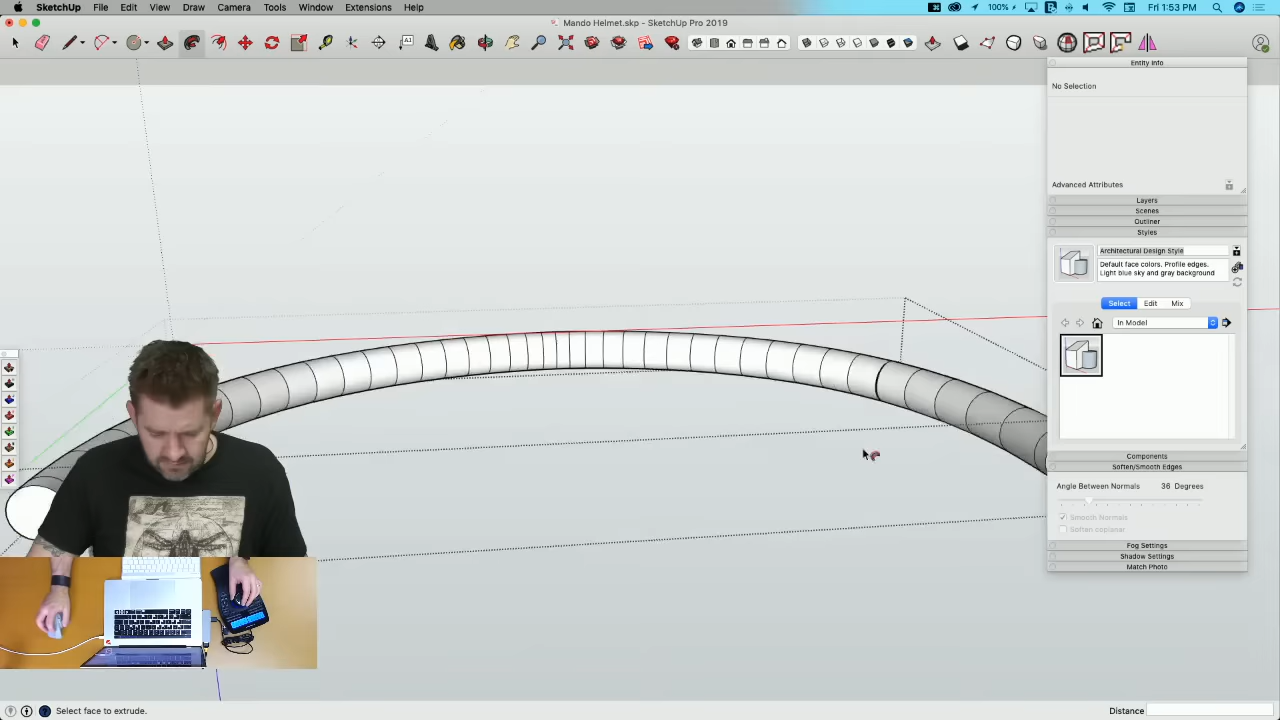 SketchUp File Edit View Draw Camera Tools Window Extensions Help
100% Fri 1:53 PM
Mando Helmet.skp - SketchUp Pro 2019
Entity Info
No Selection
Advanced Attributes
Layers
Scenes
Outliner
Styles
Architectural Design Style
Default face colors. Profile edges.
Light blue sky and gray background
Select Edit Mix
In Model
Components
Soften/Smooth Edges
Angle Between Normals 36 Degrees
Smooth Normals
Soften coplanar
Fog Settings
Shadow Settings
Match Photo
Select face to extrude.
Distance